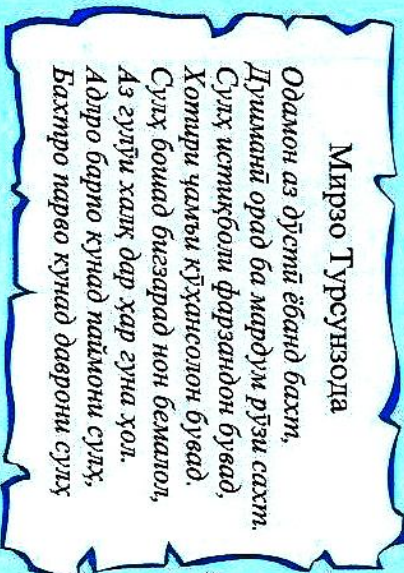 Мирзо Турсунзода
Одамон аз дӯстӣ ёбанд бахт,
Душманӣ орад ба мардум рӯзи сахт.
Сулҳ истиқболи фарзандон бувад,
Хотири ҷамъи кӯҳансолон бувад.
Сулҳ бошад бигзарад нон бемалол,
Аз гулӯи халқ дар ҳар гуна ҳол.
Адлро барпо кунад паймони сулҳ,
Бахтро парво кунад даврони сулҳ